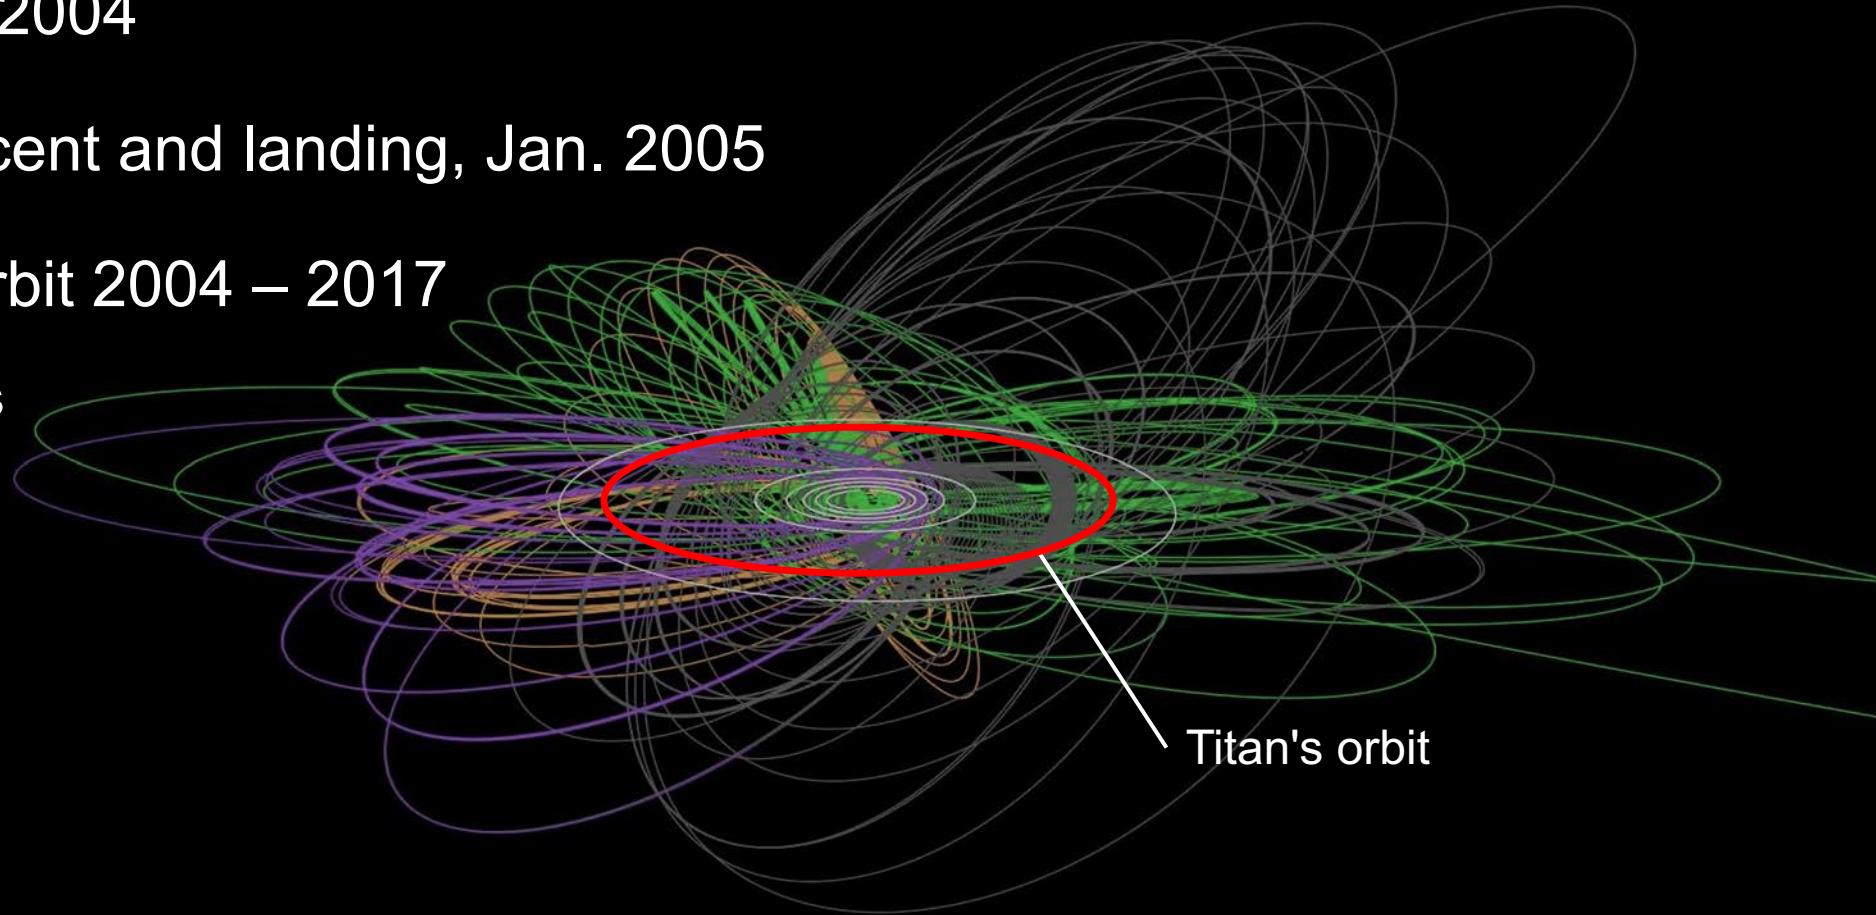 2004
cent and landing, Jan. 2005
rbit 2004 – 2017
s
Titan's orbit